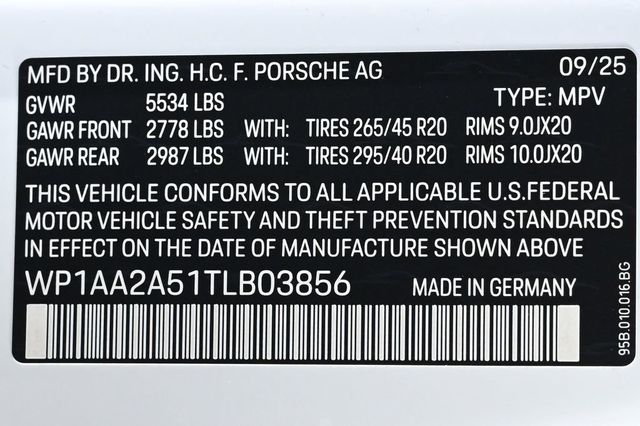 MFD BY DR. ING. H.C. F. PORSCHE AG 09/25
GVWR 5534 LBS TYPE: MPV
GAWR FRONT 2778 LBS WITH: TIRES 265/45 R20 RIMS 9.0JX20
GAWR REAR 2987 LBS WITH: TIRES 295/40 R20 RIMS 10.0JX20
THIS VEHICLE CONFORMS TO ALL APPLICABLE U.S.FEDERAL
MOTOR VEHICLE SAFETY AND THEFT PREVENTION STANDARDS
IN EFFECT ON THE DATE OF MANUFACTURE SHOWN ABOVE
WP1AA2A51TLB03856 MADE IN GERMANY
95B.010.016.BG